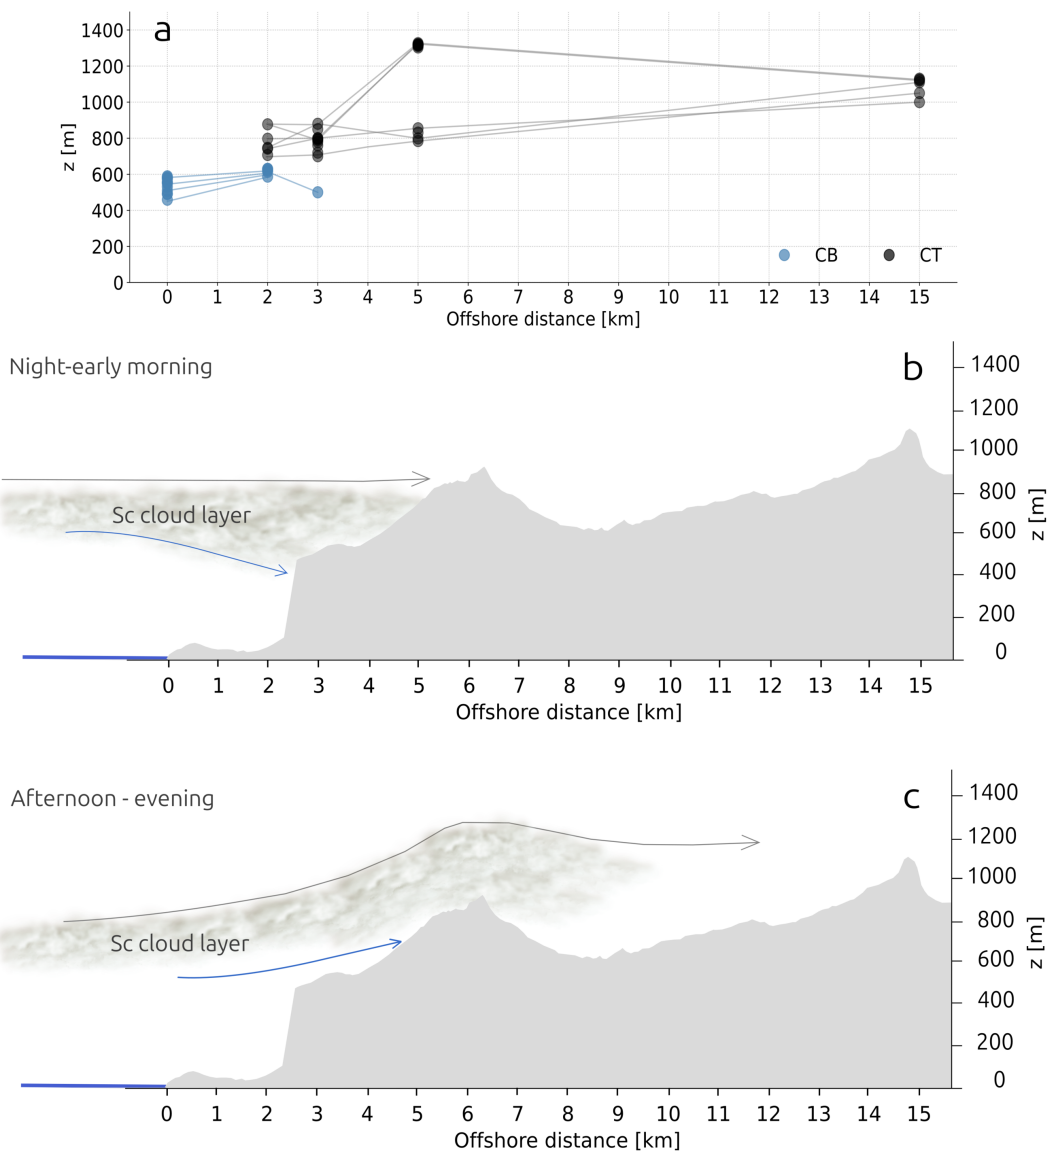 a
1400
1200
1000
800
600
400
200
0
z [m]
CB CT
0 1 2 3 4 5 6 7 8 9 10 11 12 13 14 15
Offshore distance [km]
Night-early morning
b
1400
1200
1000
800
600
400
200
0
z [m]
Sc cloud layer
0 1 2 3 4 5 6 7 8 9 10 11 12 13 14 15
Offshore distance [km]
Afternoon - evening
c
1400
1200
1000
800
600
400
200
0
z [m]
Sc cloud layer
0 1 2 3 4 5 6 7 8 9 10 11 12 13 14 15
Offshore distance [km]